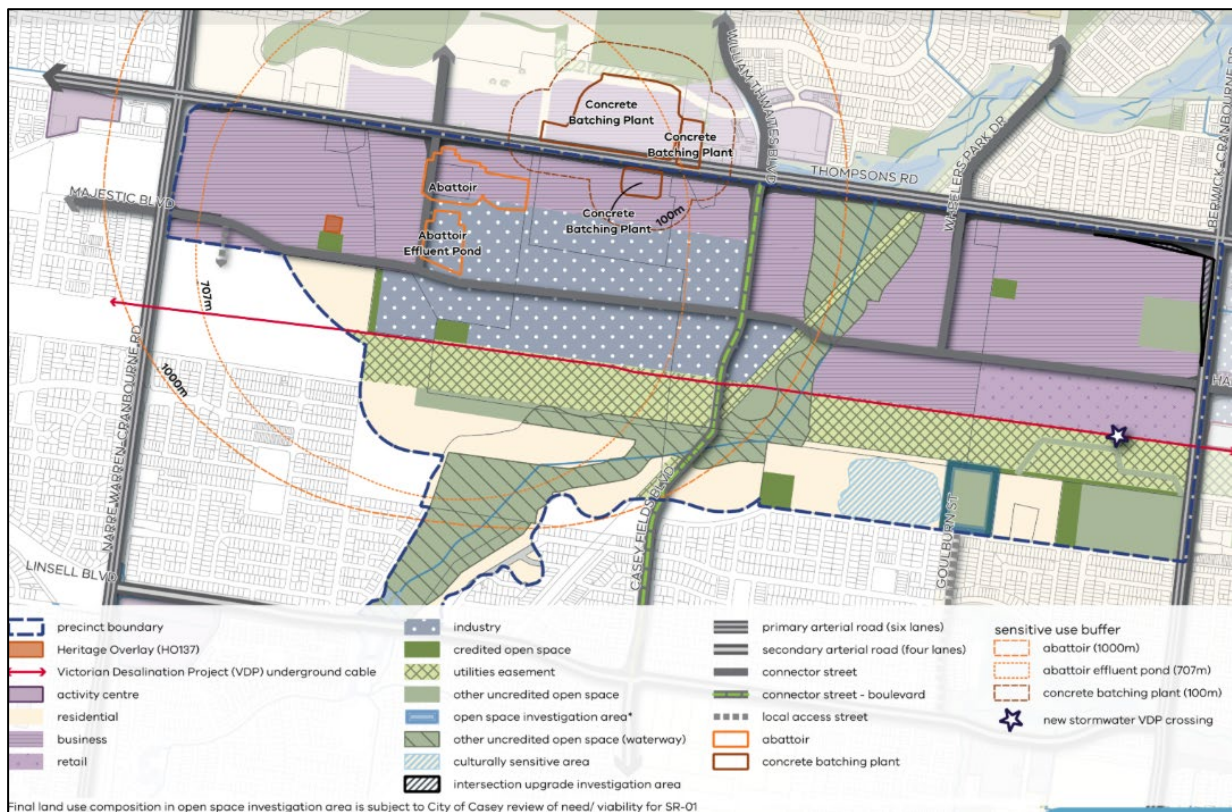 WILLIAM THWAITES BLVD
BERWICK-CRANBOURNE RD
Concrete
Batching Plant
Concrete
Batching Plant
THOMPSONS RD
WHEELERS PARK DR
MAJESTIC BLVD
Abattoir
Concrete
Batching Plant
100m
Abattoir
Effluent Pond
707m
1000m
NARRE WARREN-CRANBOURNE RD
HA
CASEY FIELDS BLVD
GOULBURN ST
LINSELL BLVD
precinct boundary
Heritage Overlay (HO137)
Victorian Desalination Project (VDP) underground cable
activity centre
residential
business
retail
industry
credited open space
utilities easement
other uncredited open space
open space investigation area*
other uncredited open space (waterway)
culturally sensitive area
intersection upgrade investigation area
primary arterial road (six lanes)
secondary arterial road (four lanes)
connector street
connector street - boulevard
local access street
abattoir
concrete batching plant
sensitive use buffer
abattoir (1000m)
abattoir effluent pond (707m)
concrete batching plant (100m)
new stormwater VDP crossing
Final land use composition in open space investigation area is subject to City of Casey review of need/ viability for SR-01